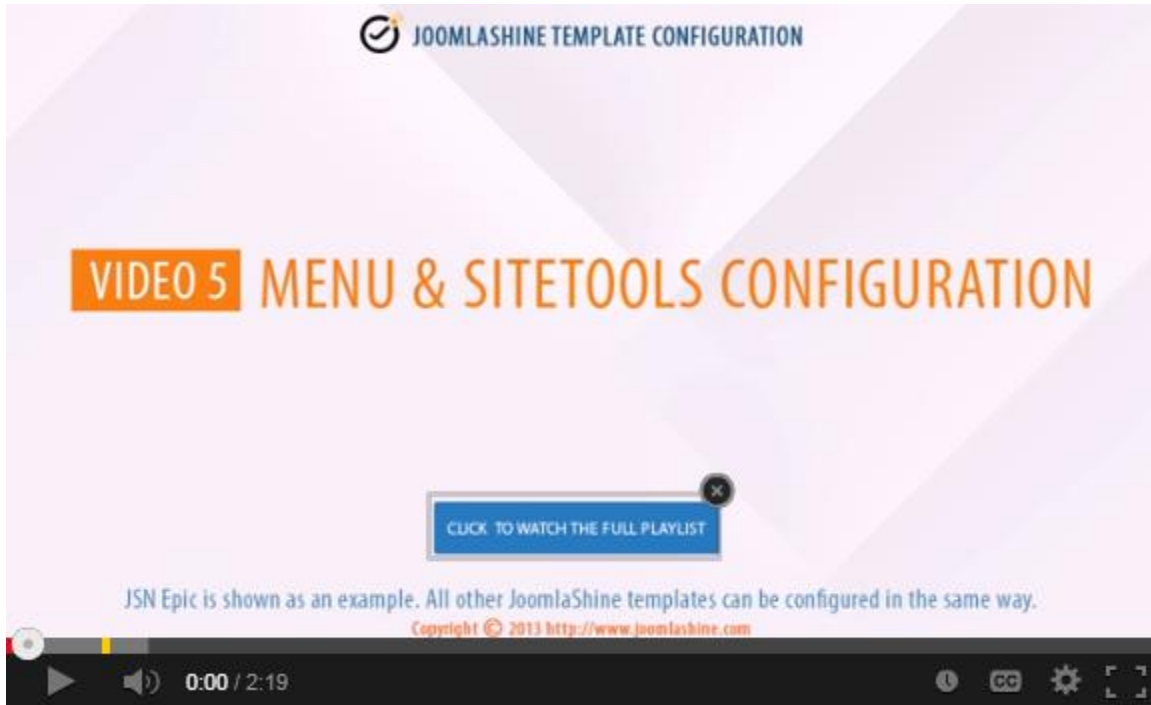 JOOMLASHINE TEMPLATE CONFIGURATION
VIDEO 5 MENU & SITETOOLS CONFIGURATION
CLICK TO WATCH THE FULL PLAYLIST
JSN Epic is shown as an example. All other JoomlaShine templates can be configured in the same way.
Copyright © 2013 http://www.joomlashine.com
0:00 / 2:19
CC